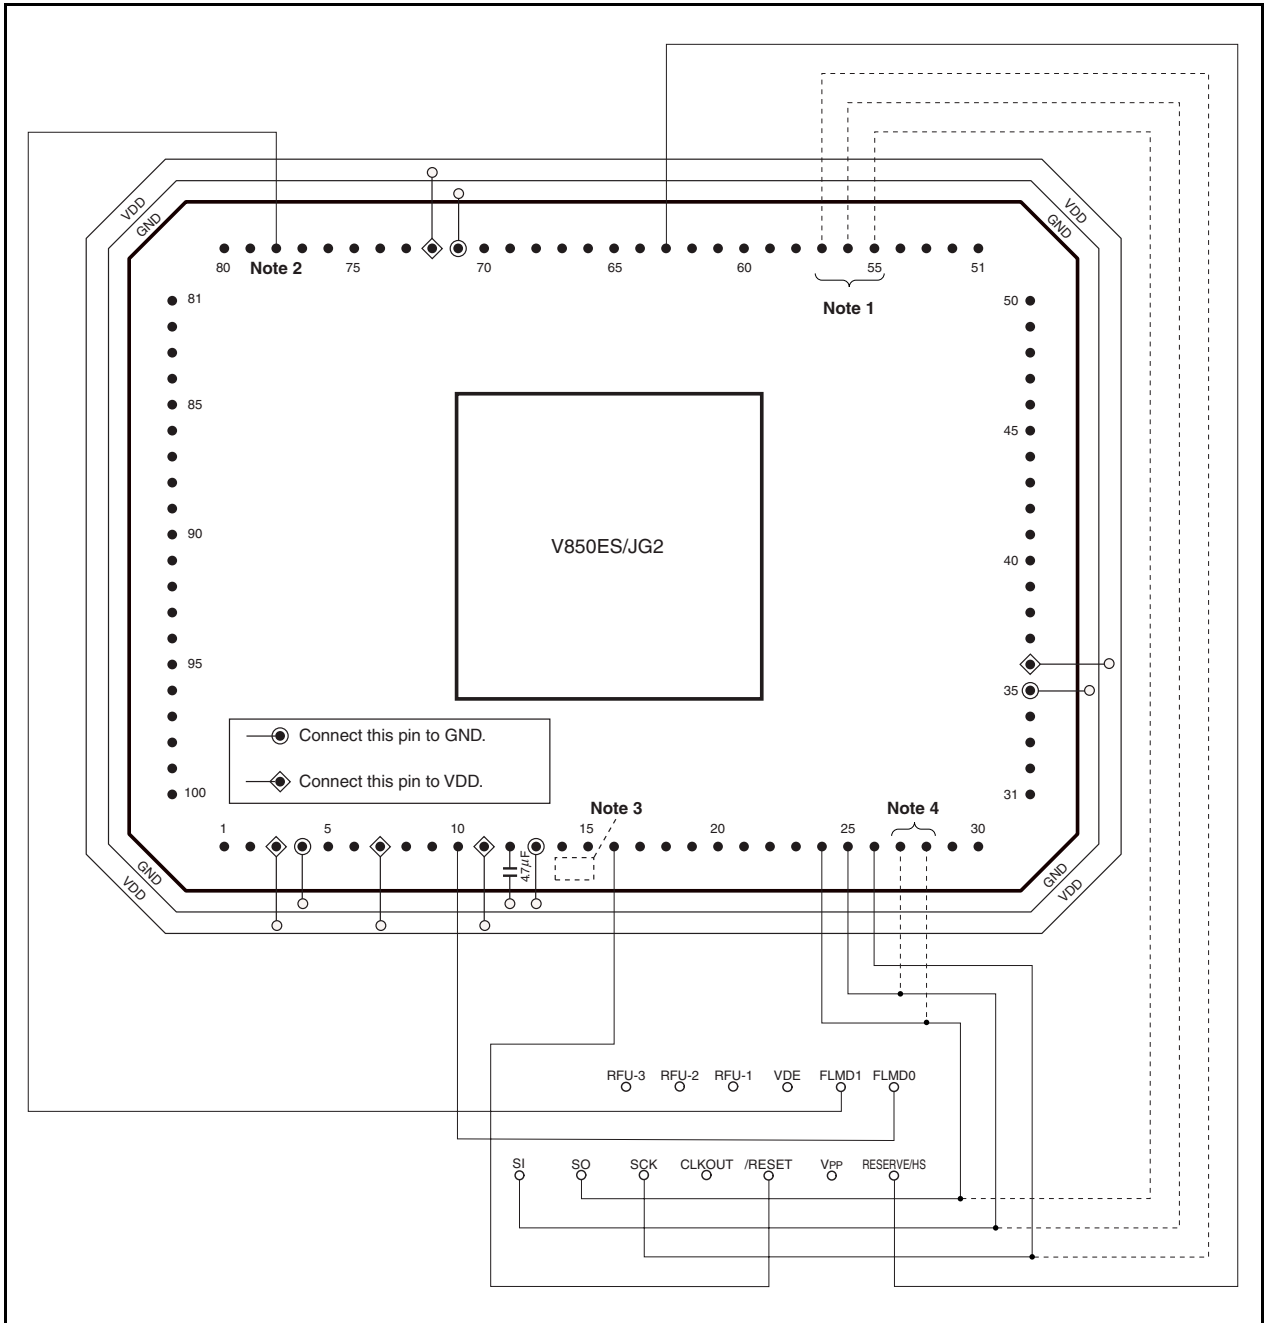 VDD
GND
VDD
GND
80
Note 2
75
70
65
60
55
51
Note 1
81
85
90
95
100
50
45
40
35
31
V850ES/JG2
Connect this pin to GND.
Connect this pin to VDD.
Note 3
Note 4
1
5
10
15
20
25
30
4.7μF
GND
VDD
GND
VDD
RFU-3
RFU-2
RFU-1
VDE
FLMD1
FLMD0
SI
SO
SCK
CLKOUT
/RESET
VPP
RESERVE/HS